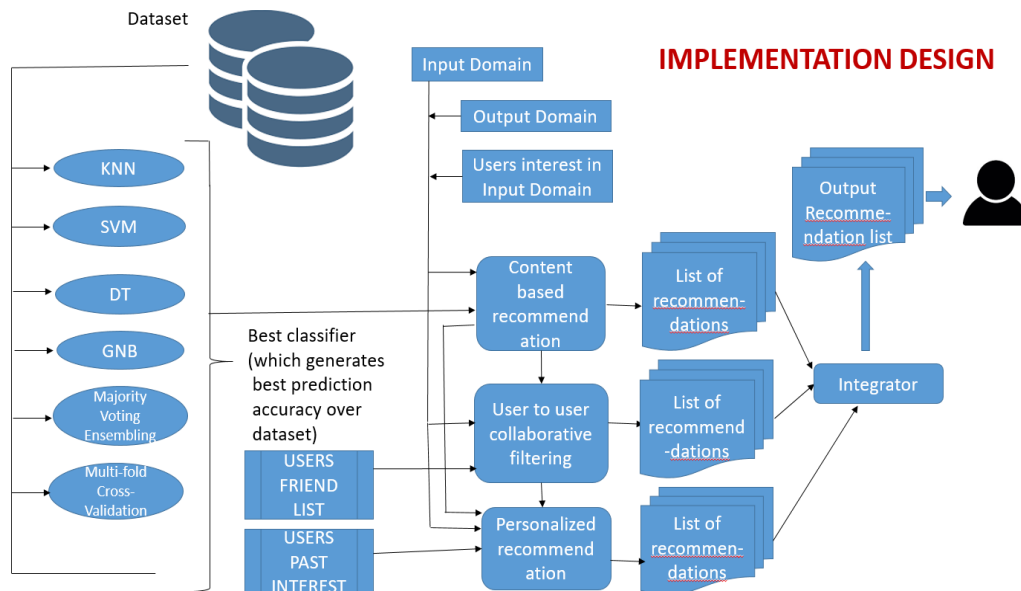 Dataset
IMPLEMENTATION DESIGN
Input Domain
Output Domain
Users interest in
Input Domain
KNN
SVM
DT
GNB
Majority
Voting
Ensembling
Multi-fold
Cross-
Validation
Best classifier
(which generates
best prediction
accuracy over
dataset)
USERS
FRIEND
LIST
USERS
PAST
INTEREST
Content
based
recommend
ation
User to user
collaborative
filtering
Personalized
recommend
ation
List of
recommen-
dations
List of
recommend
-dations
List of
recommen-
dations
Integrator
Output
Recomme-
ndation list